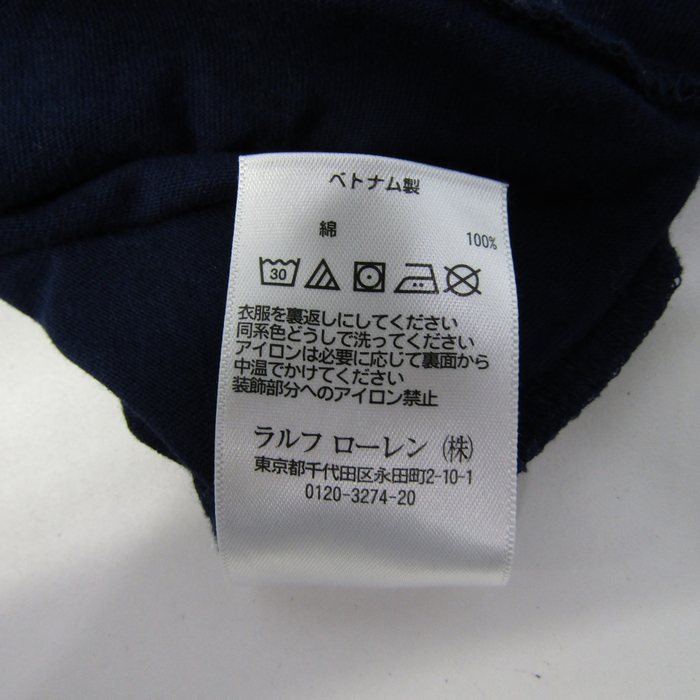 ベトナム製
綿 100%
30
衣服を裏返しにしてください
同系色どうしで洗ってください
アイロンは必要に応じて裏面から
中温でかけてください
装飾部分へのアイロン禁止
ラルフ ローレン (株)
東京都千代田区永田町2-10-1
0120-3274-20